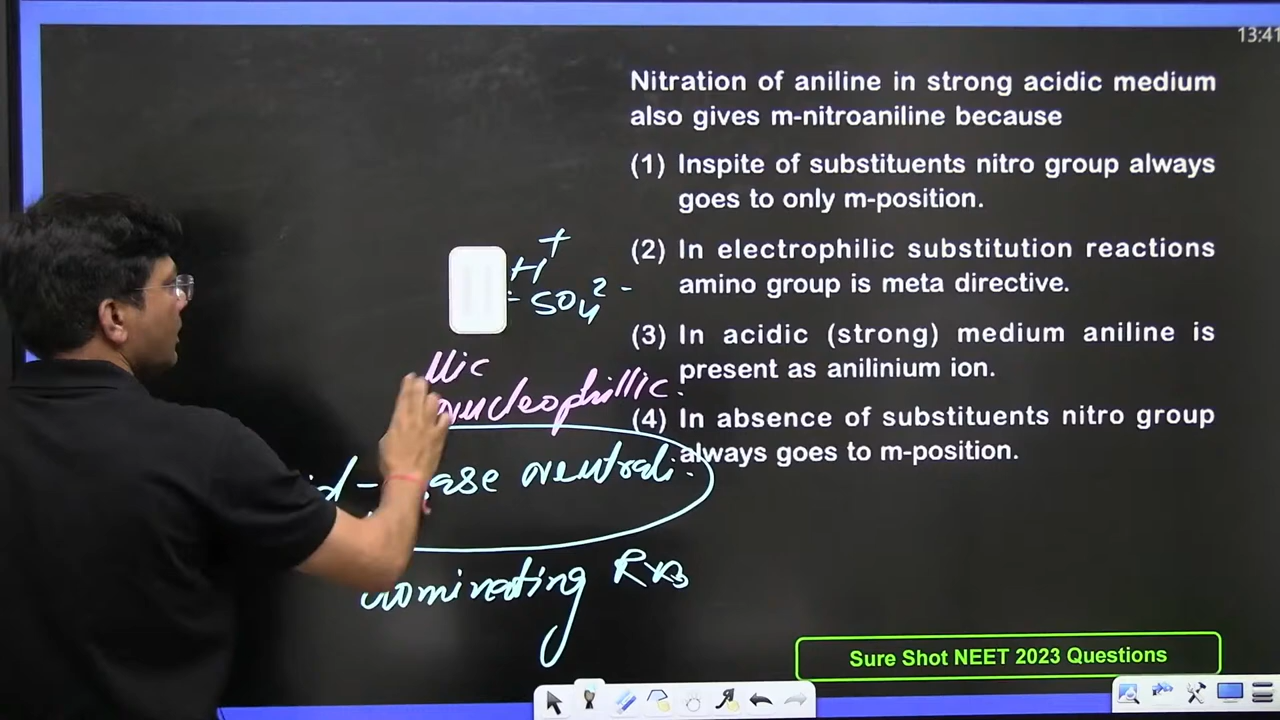 13:41
Nitration of aniline in strong acidic medium
also gives m-nitroaniline because
(1) Inspite of substituents nitro group always
goes to only m-position.
(2) In electrophilic substitution reactions
amino group is meta directive.
(3) In acidic (strong) medium aniline is
present as anilinium ion.
(4) In absence of substituents nitro group
always goes to m-position.
H+
SO4 2-
llic
nucleophillic.
neutrali.
Rxn
Sure Shot NEET 2023 Questions